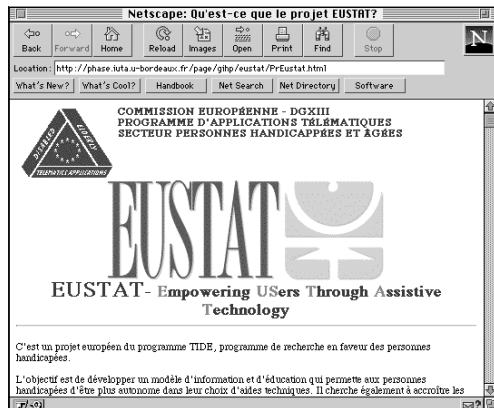 Netscape: Qu'est-ce que le projet EUSTAT?
Back Forward Home Reload Images Open Print Find Stop
N
Location: http://phase.iuta.u-bordeaux.fr/page/gihp/eustat/PrEustat.html
What's New? What's Cool? Handbook Net Search Net Directory Software
COMMISSION EUROPÉENNE - DGXIII
PROGRAMME D'APPLICATIONS TÉLÉMATIQUES
SECTEUR PERSONNES HANDICAPPÉES ET ÂGÉES
DISABLED ELDERLY
TELEMATICS APPLICATIONS
EUSTAT
EUSTAT- Empowering USers Through Assistive
Technology
C'est un projet européen du programme TIDE, programme de recherche en faveur des personnes
handicapées.
L'objectif est de développer un modèle d'information et d'éducation qui permette aux personnes
handicapées d'être plus autonome dans leur choix d'aides techniques. Il cherche également à accroître les